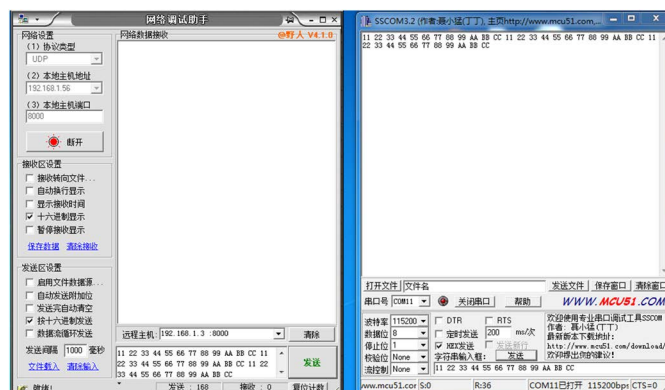 网络调试助手
网络设置
(1) 协议类型
UDP
(2) 本地主机地址
192.168.1.56
(3) 本地主机端口
8000
断开
接收区设置
接收转向文件...
自动换行显示
显示接收时间
十六进制显示
暂停接收显示
保存数据 清除接收
发送区设置
启用文件数据源...
自动发送附加位
发送完自动清空
按十六进制发送
数据流循环发送
发送间隔 1000 毫秒
文件载入 清除输入
就绪!
网络数据接收
@野人 V4.1.0
远程主机: 192.168.1.3 :8000
清除
11 22 33 44 55 66 77 88 99 AA BB CC 11
22 33 44 55 66 77 88 99 AA BB CC 11 22
33 44 55 66 77 88 99 AA BB CC
发送
发送 : 168 接收 : 0 复位计数
SSCOM3.2 (作者:聂小猛(丁丁), 主页http://www.mcu51.com,...
11 22 33 44 55 66 77 88 99 AA BB CC 11 22 33 44 55 66 77 88 99 AA BB CC 11
22 33 44 55 66 77 88 99 AA BB CC
打开文件 文件名 发送文件 保存窗口 清除窗口
串口号 COM11 关闭串口 帮助 WWW.MCU51.COM
波特率 115200 DTR RTS
数据位 8 定时发送 200 ms/次
停止位 1 HEX发送 发送新行
校验位 None 字符串输入框: 发送
流控制 None 11 22 33 44 55 66 77 88 99 AA BB CC
欢迎使用专业串口调试工具SSCOM
作者: 聂小猛(丁丁)
最新版本下载地址:
http://www.mcu51.com/download/
欢迎提出您的建议!
ww.mcu51.cor S:0 R:36 COM11已打开 115200bps CTS=0